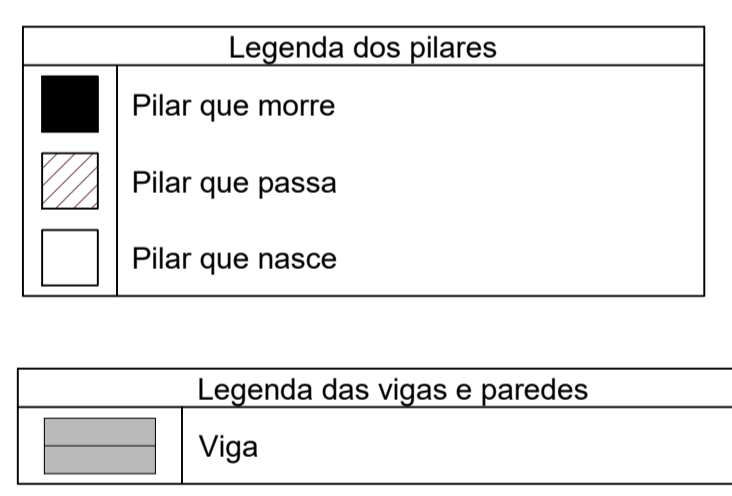 Legenda dos pilares
Pilar que morre
Pilar que passa
Pilar que nasce
Legenda das vigas e paredes
Viga